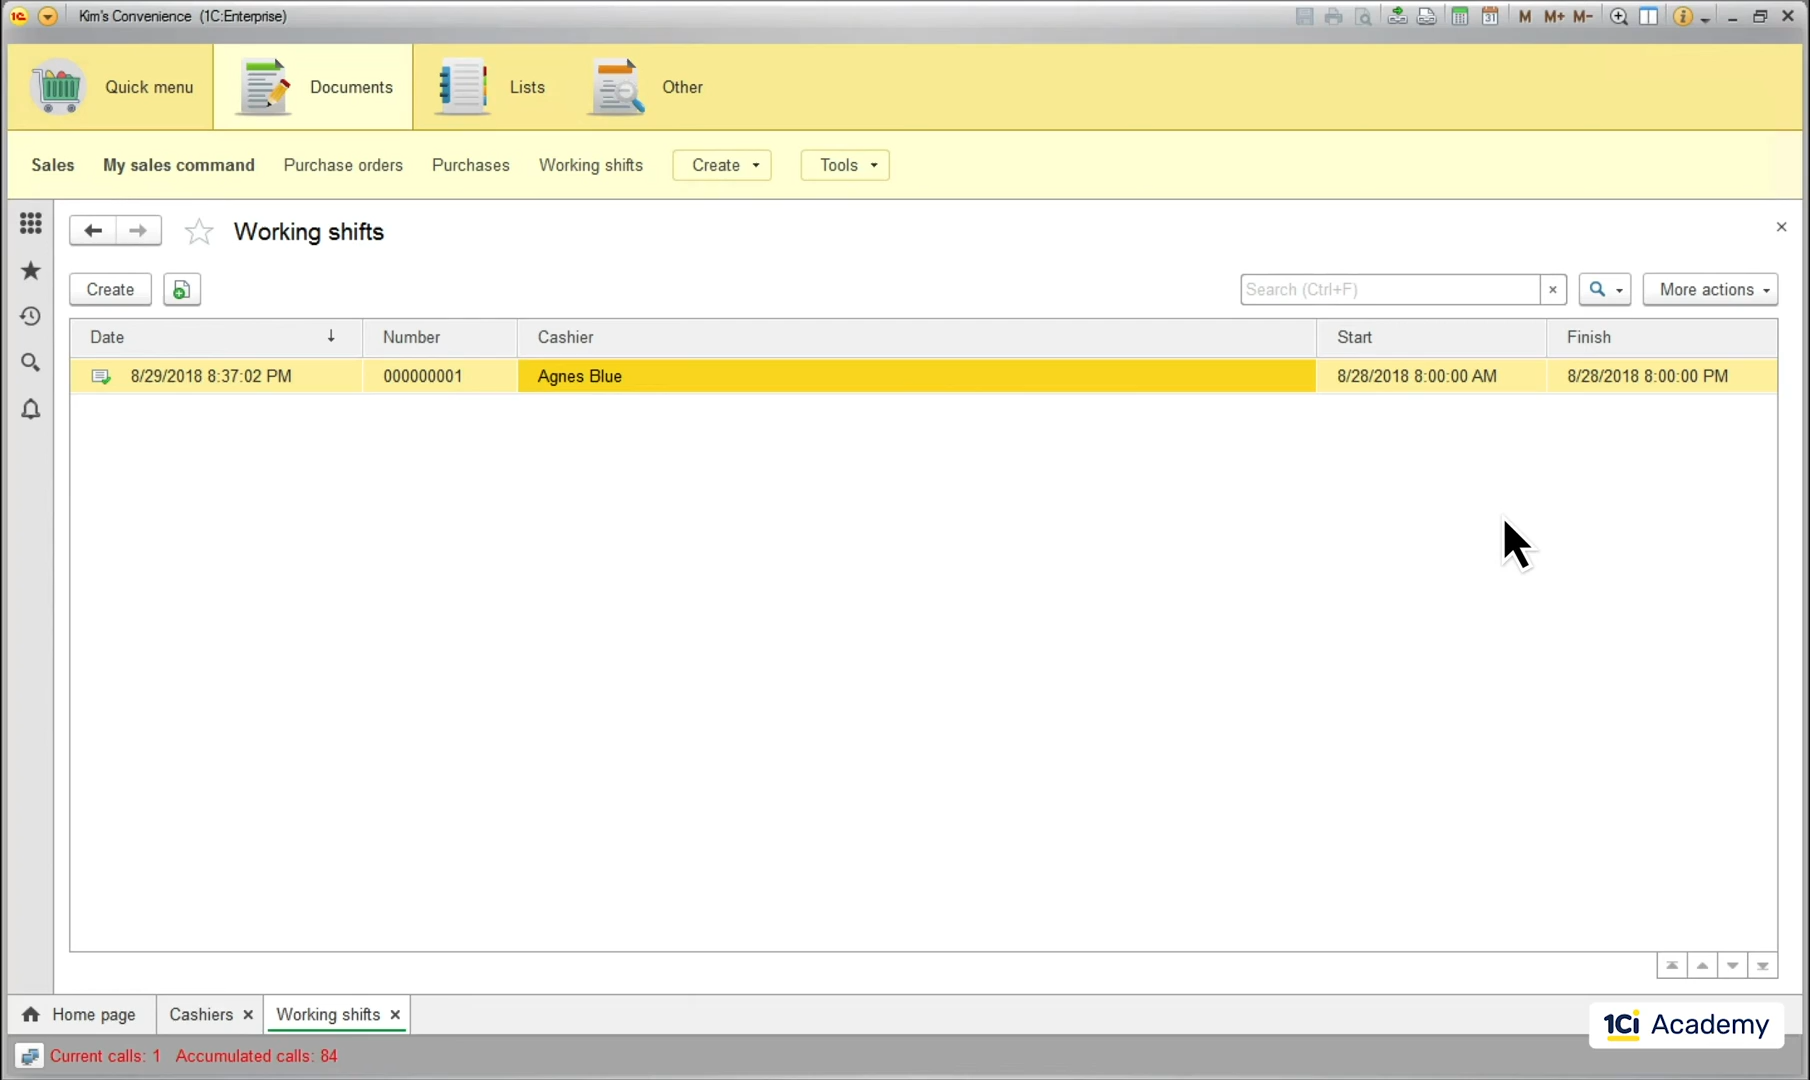 Kim's Convenience (1C:Enterprise)
M M+ M-
31
Quick menu
Documents
Lists
Other
Sales
My sales command
Purchase orders
Purchases
Working shifts
Create
Tools
Working shifts
Create
Search (Ctrl+F)
More actions
Date Number Cashier Start Finish
8/29/2018 8:37:02 PM 000000001 Agnes Blue 8/28/2018 8:00:00 AM 8/28/2018 8:00:00 PM
Home page
Cashiers
Working shifts
1Ci Academy
Current calls: 1 Accumulated calls: 84